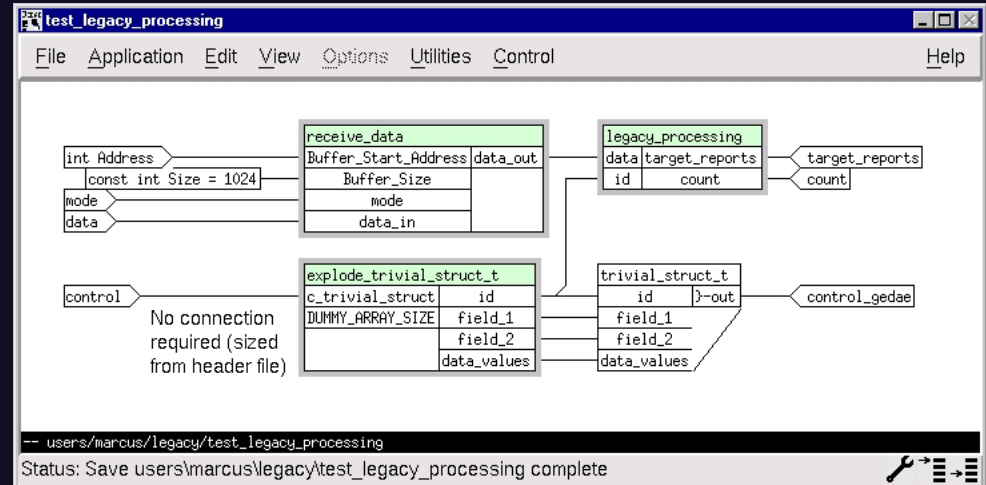 test_legacy_processing
File Application Edit View Options Utilities Control Help
receive_data
int Address
Buffer_Start_Address data_out
const int Size = 1024
Buffer_Size
mode
mode
data
data_in
legacy_processing
data target_reports
target_reports
id count
count
explode_trivial_struct_t
control
c_trivial_struct id
DUMMY_ARRAY_SIZE field_1
field_2
data_values
No connection
required (sized
from header file)
trivial_struct_t
id }-out
control_gedae
field_1
field_2
data_values
-- users/marcus/legacy/test_legacy_processing
Status: Save users\marcus\legacy\test_legacy_processing complete